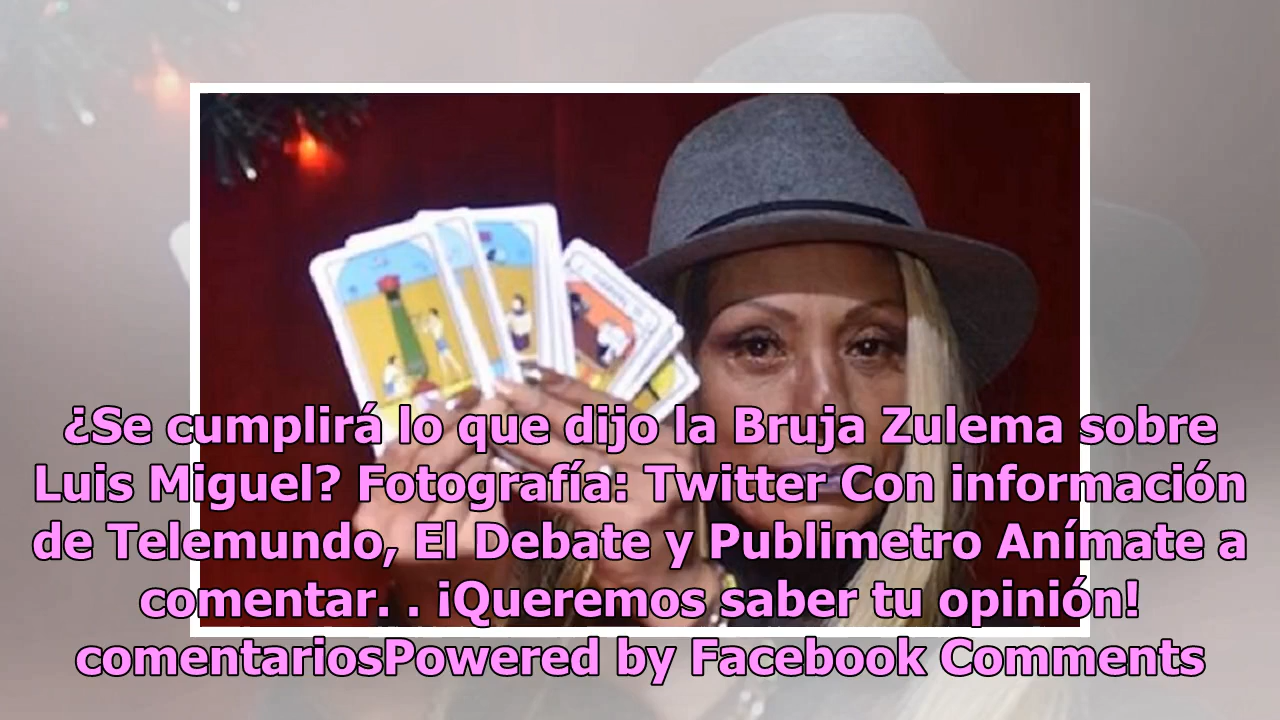 ¿Se cumplirá lo que dijo la Bruja Zulema sobre
Luis Miguel? Fotografía: Twitter Con información
de Telemundo, El Debate y Publimetro Anímate a
comentar. . ¡Queremos saber tu opinión!
comentariosPowered by Facebook Comments